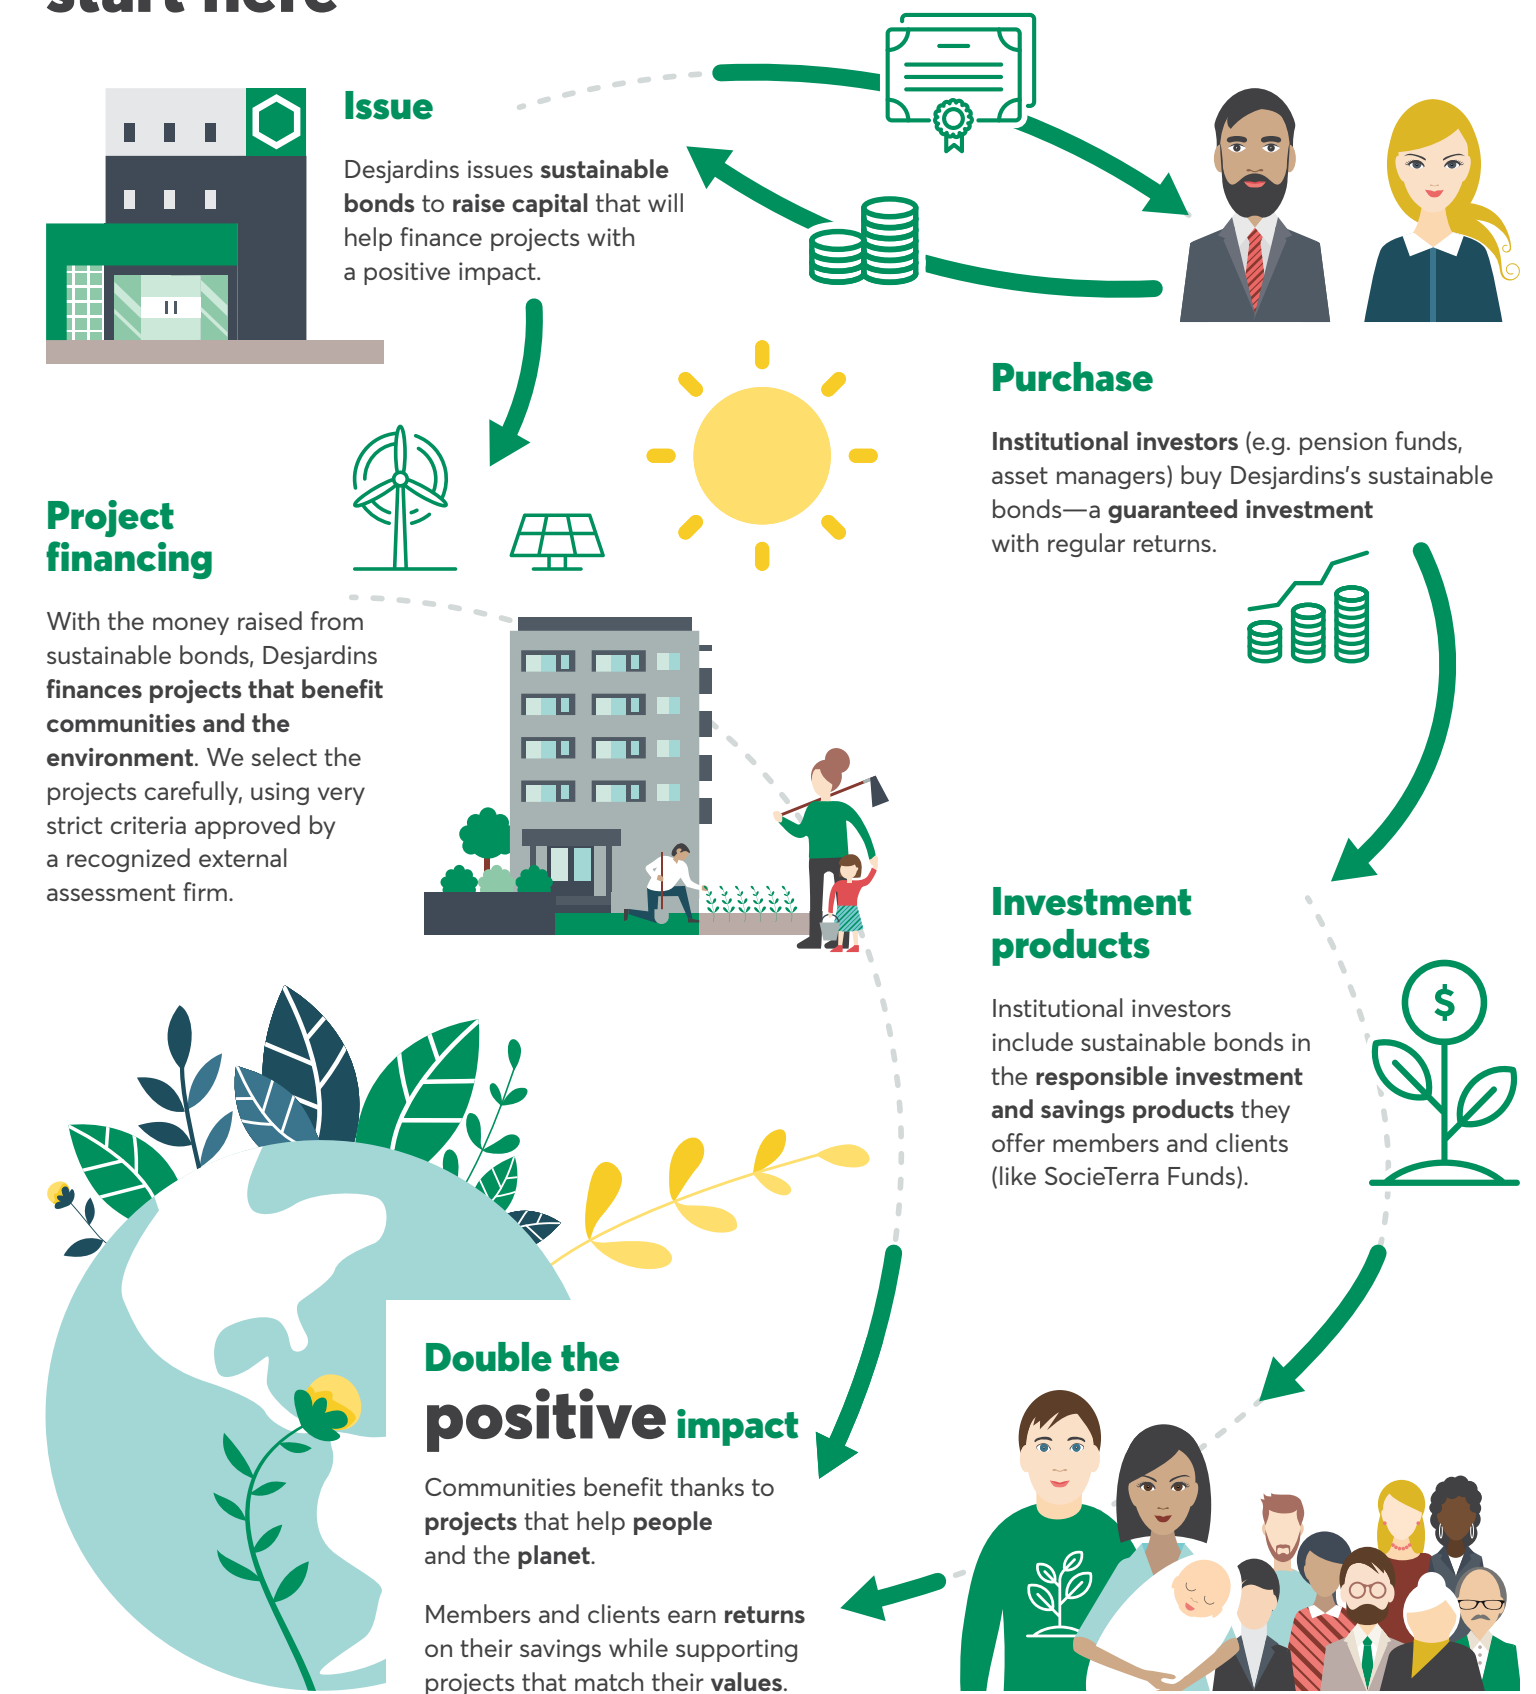 start here
Issue
Desjardins issues sustainable
bonds to raise capital that will
help finance projects with
a positive impact.
Purchase
Institutional investors (e.g. pension funds,
asset managers) buy Desjardins's sustainable
bonds—a guaranteed investment
with regular returns.
Project
financing
With the money raised from
sustainable bonds, Desjardins
finances projects that benefit
communities and the
environment. We select the
projects carefully, using very
strict criteria approved by
a recognized external
assessment firm.
Investment
products
Institutional investors
include sustainable bonds in
the responsible investment
and savings products they
offer members and clients
(like SocieTerra Funds).
$
Double the
positive impact
Communities benefit thanks to
projects that help people
and the planet.
Members and clients earn returns
on their savings while supporting
projects that match their values.